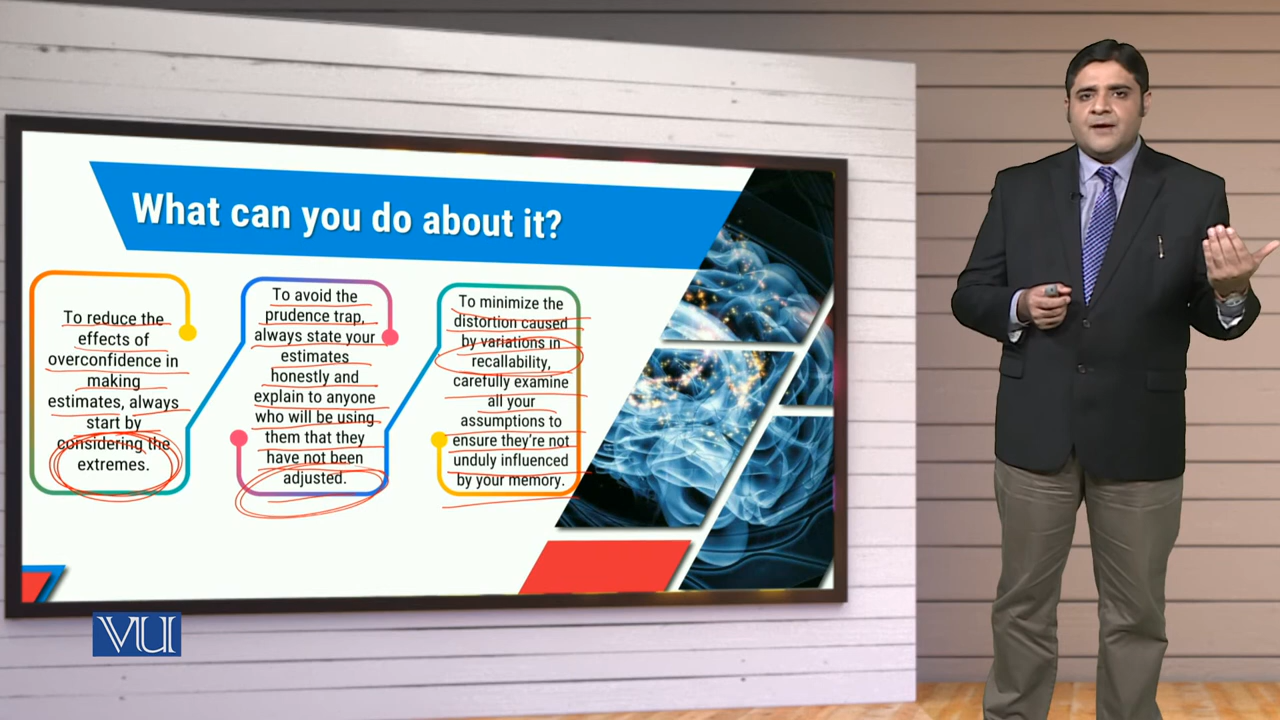 What can you do about it?
To reduce the
effects of
overconfidence in
making
estimates, always
start by
considering the
extremes.
To avoid the
prudence trap,
always state your
estimates
honestly and
explain to anyone
who will be using
them that they
have not been
adjusted.
To minimize the
distortion caused
by variations in
recallability,
carefully examine
all your
assumptions to
ensure they're not
unduly influenced
by your memory.
VU